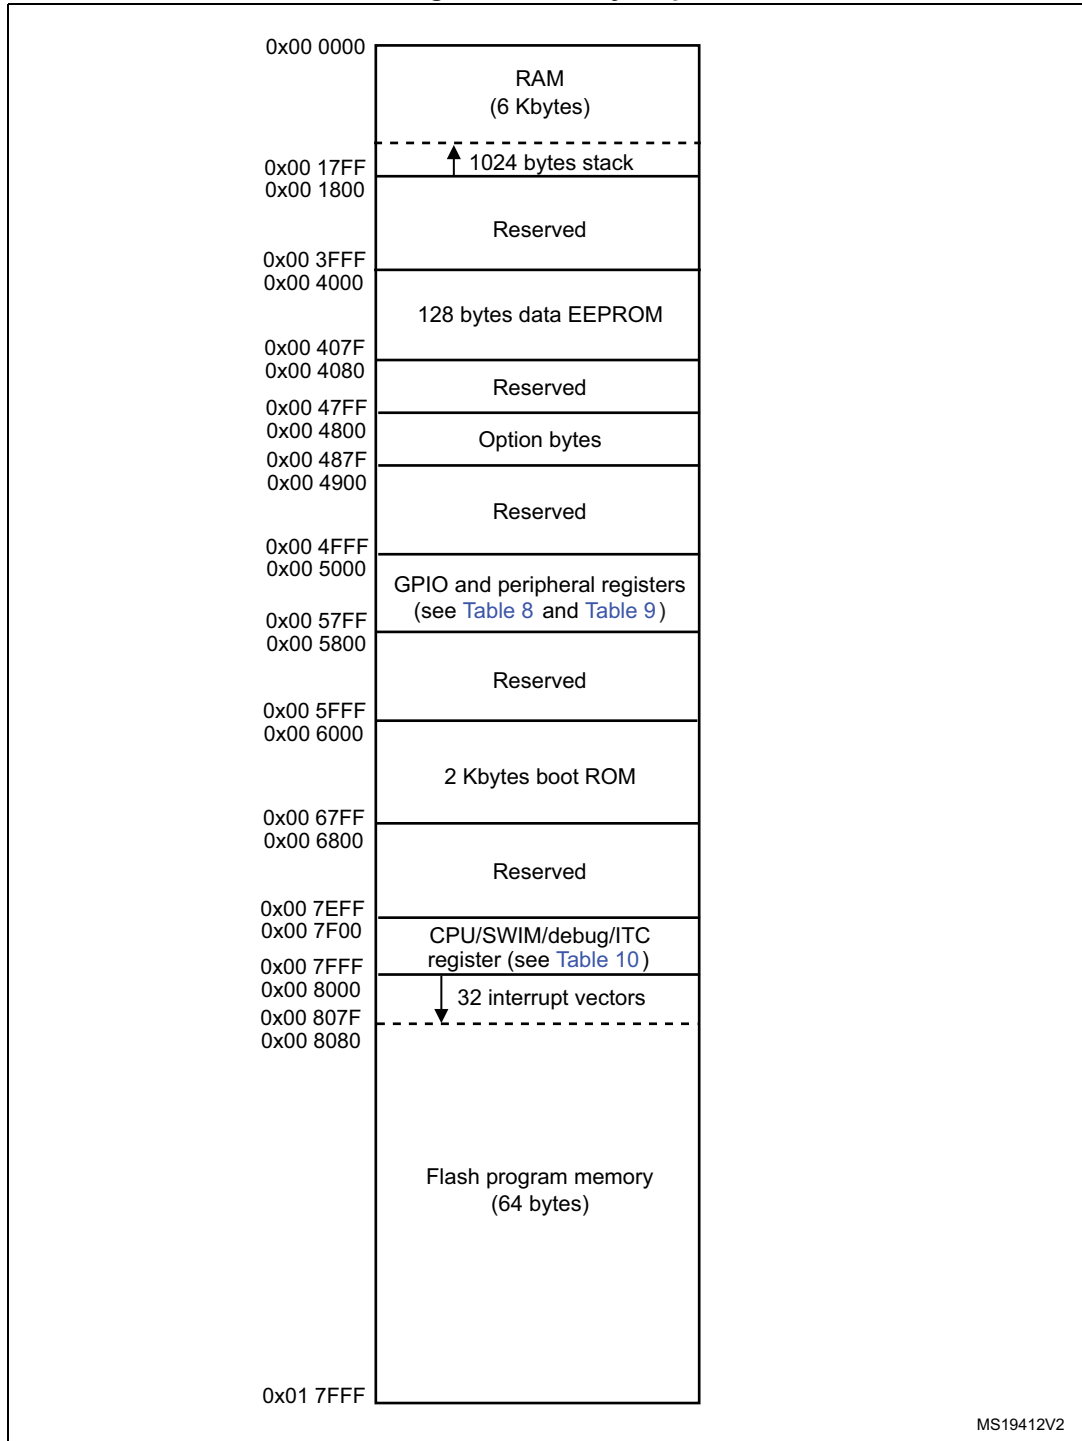 0x00 0000
RAM
(6 Kbytes)
1024 bytes stack
0x00 17FF
0x00 1800
Reserved
0x00 3FFF
0x00 4000
128 bytes data EEPROM
0x00 407F
0x00 4080
Reserved
0x00 47FF
0x00 4800
Option bytes
0x00 487F
0x00 4900
Reserved
0x00 4FFF
0x00 5000
GPIO and peripheral registers
(see Table 8 and Table 9)
0x00 57FF
0x00 5800
Reserved
0x00 5FFF
0x00 6000
2 Kbytes boot ROM
0x00 67FF
0x00 6800
Reserved
0x00 7EFF
0x00 7F00
CPU/SWIM/debug/ITC
register (see Table 10)
0x00 7FFF
0x00 8000
32 interrupt vectors
0x00 807F
0x00 8080
Flash program memory
(64 bytes)
0x01 7FFF
MS19412V2